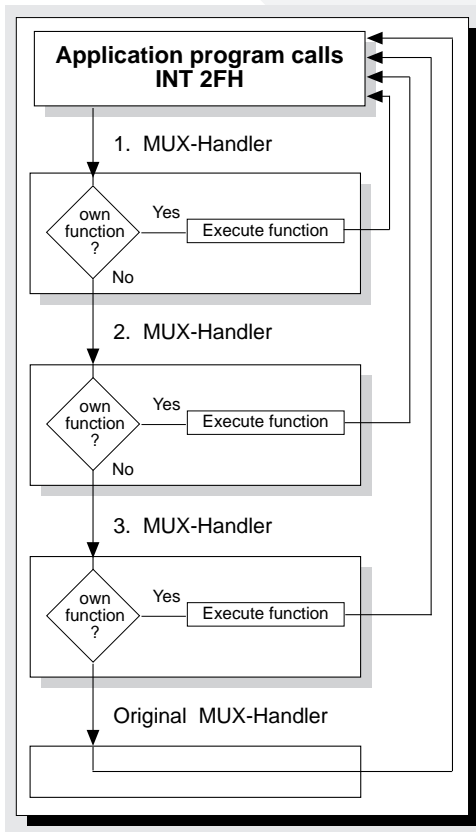 Application program calls
INT 2FH
1. MUX-Handler
own
function
?
Yes
Execute function
No
2. MUX-Handler
own
function
?
Yes
Execute function
No
3. MUX-Handler
own
function
?
Yes
Execute function
Original MUX-Handler